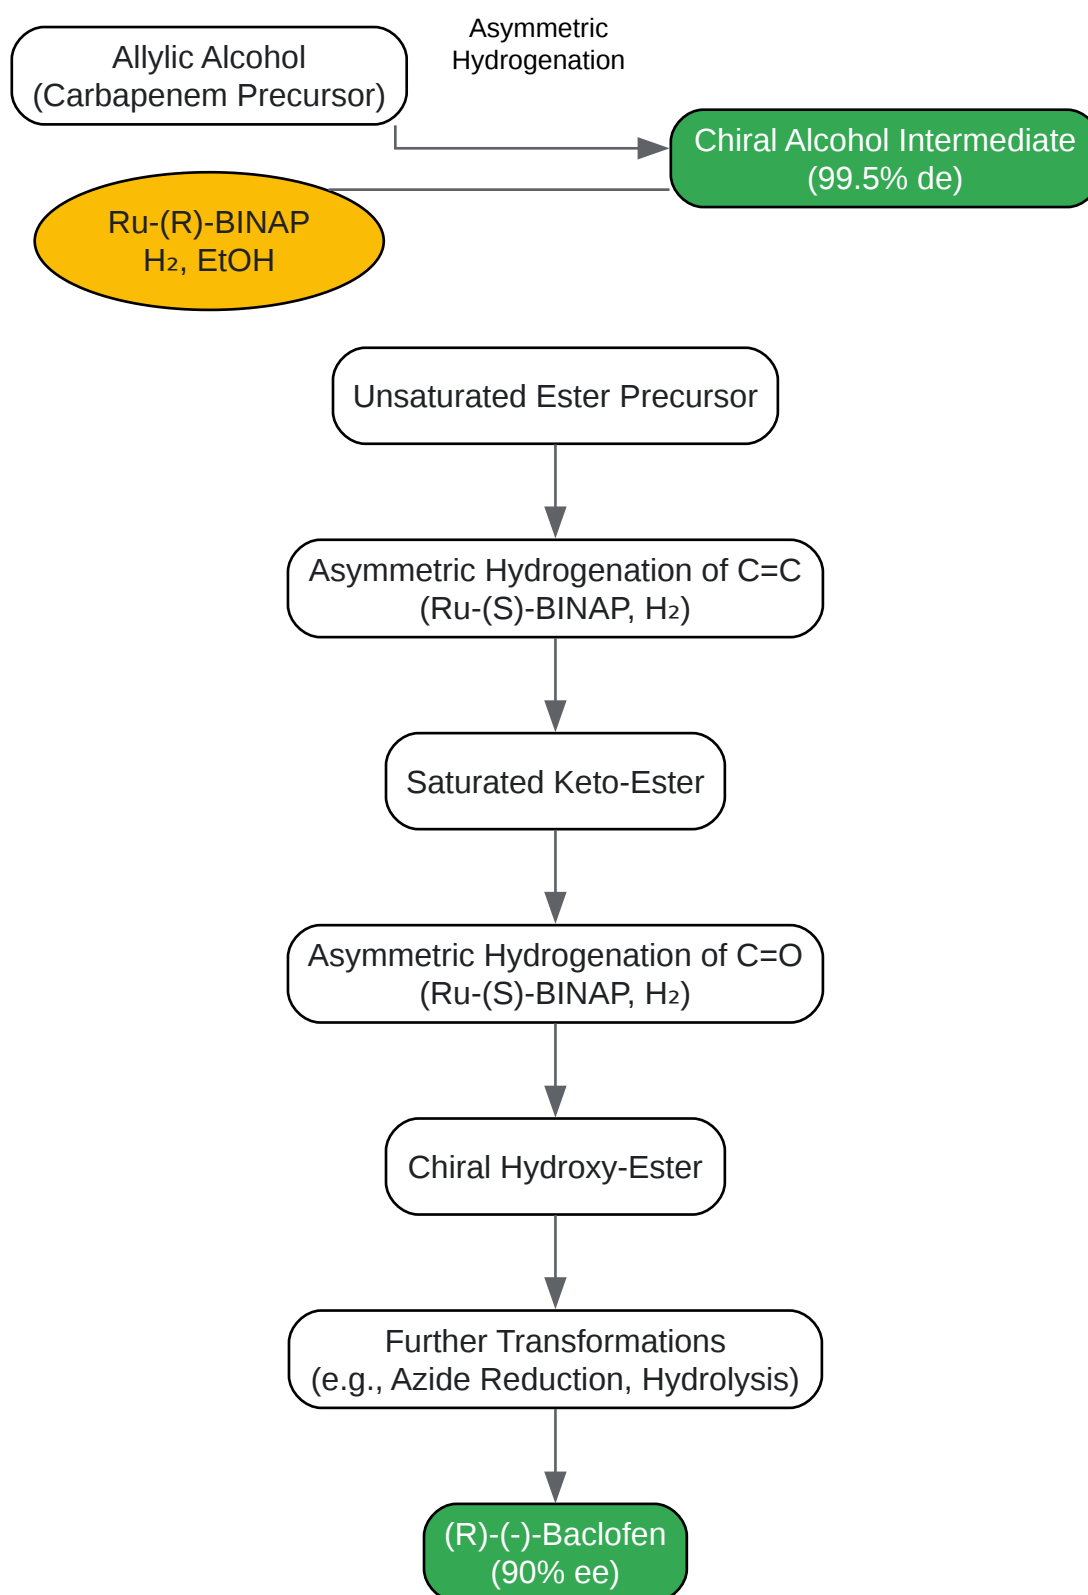 Allylic Alcohol
(Carbapenem Precursor)
Asymmetric
Hydrogenation
Chiral Alcohol Intermediate
(99.5% de)
Ru-(R)-BINAP
H₂, EtOH
Unsaturated Ester Precursor
Asymmetric Hydrogenation of C=C
(Ru-(S)-BINAP, H₂)
Saturated Keto-Ester
Asymmetric Hydrogenation of C=O
(Ru-(S)-BINAP, H₂)
Chiral Hydroxy-Ester
Further Transformations
(e.g., Azide Reduction, Hydrolysis)
(R)-(-)-Baclofen
(90% ee)